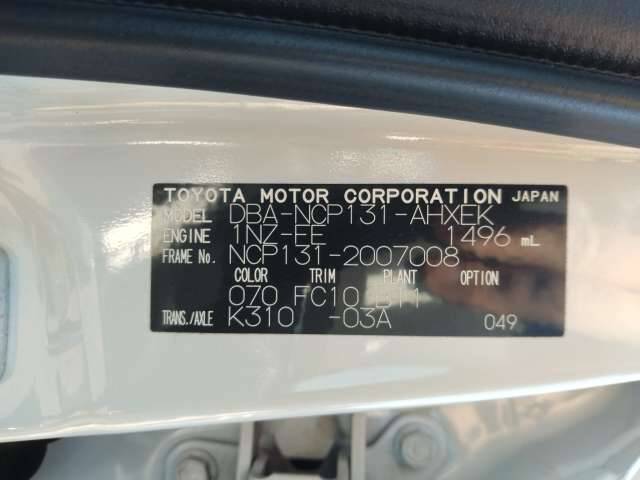 TOYOTA MOTOR CORPORATION JAPAN
MODEL DBA-NCP131-AHXEK
ENGINE 1NZ-FE 1496 mL
FRAME No. NCP131-2007008
COLOR TRIM PLANT OPTION
070 FC10 B11
TRANS./AXLE K310 -03A 049